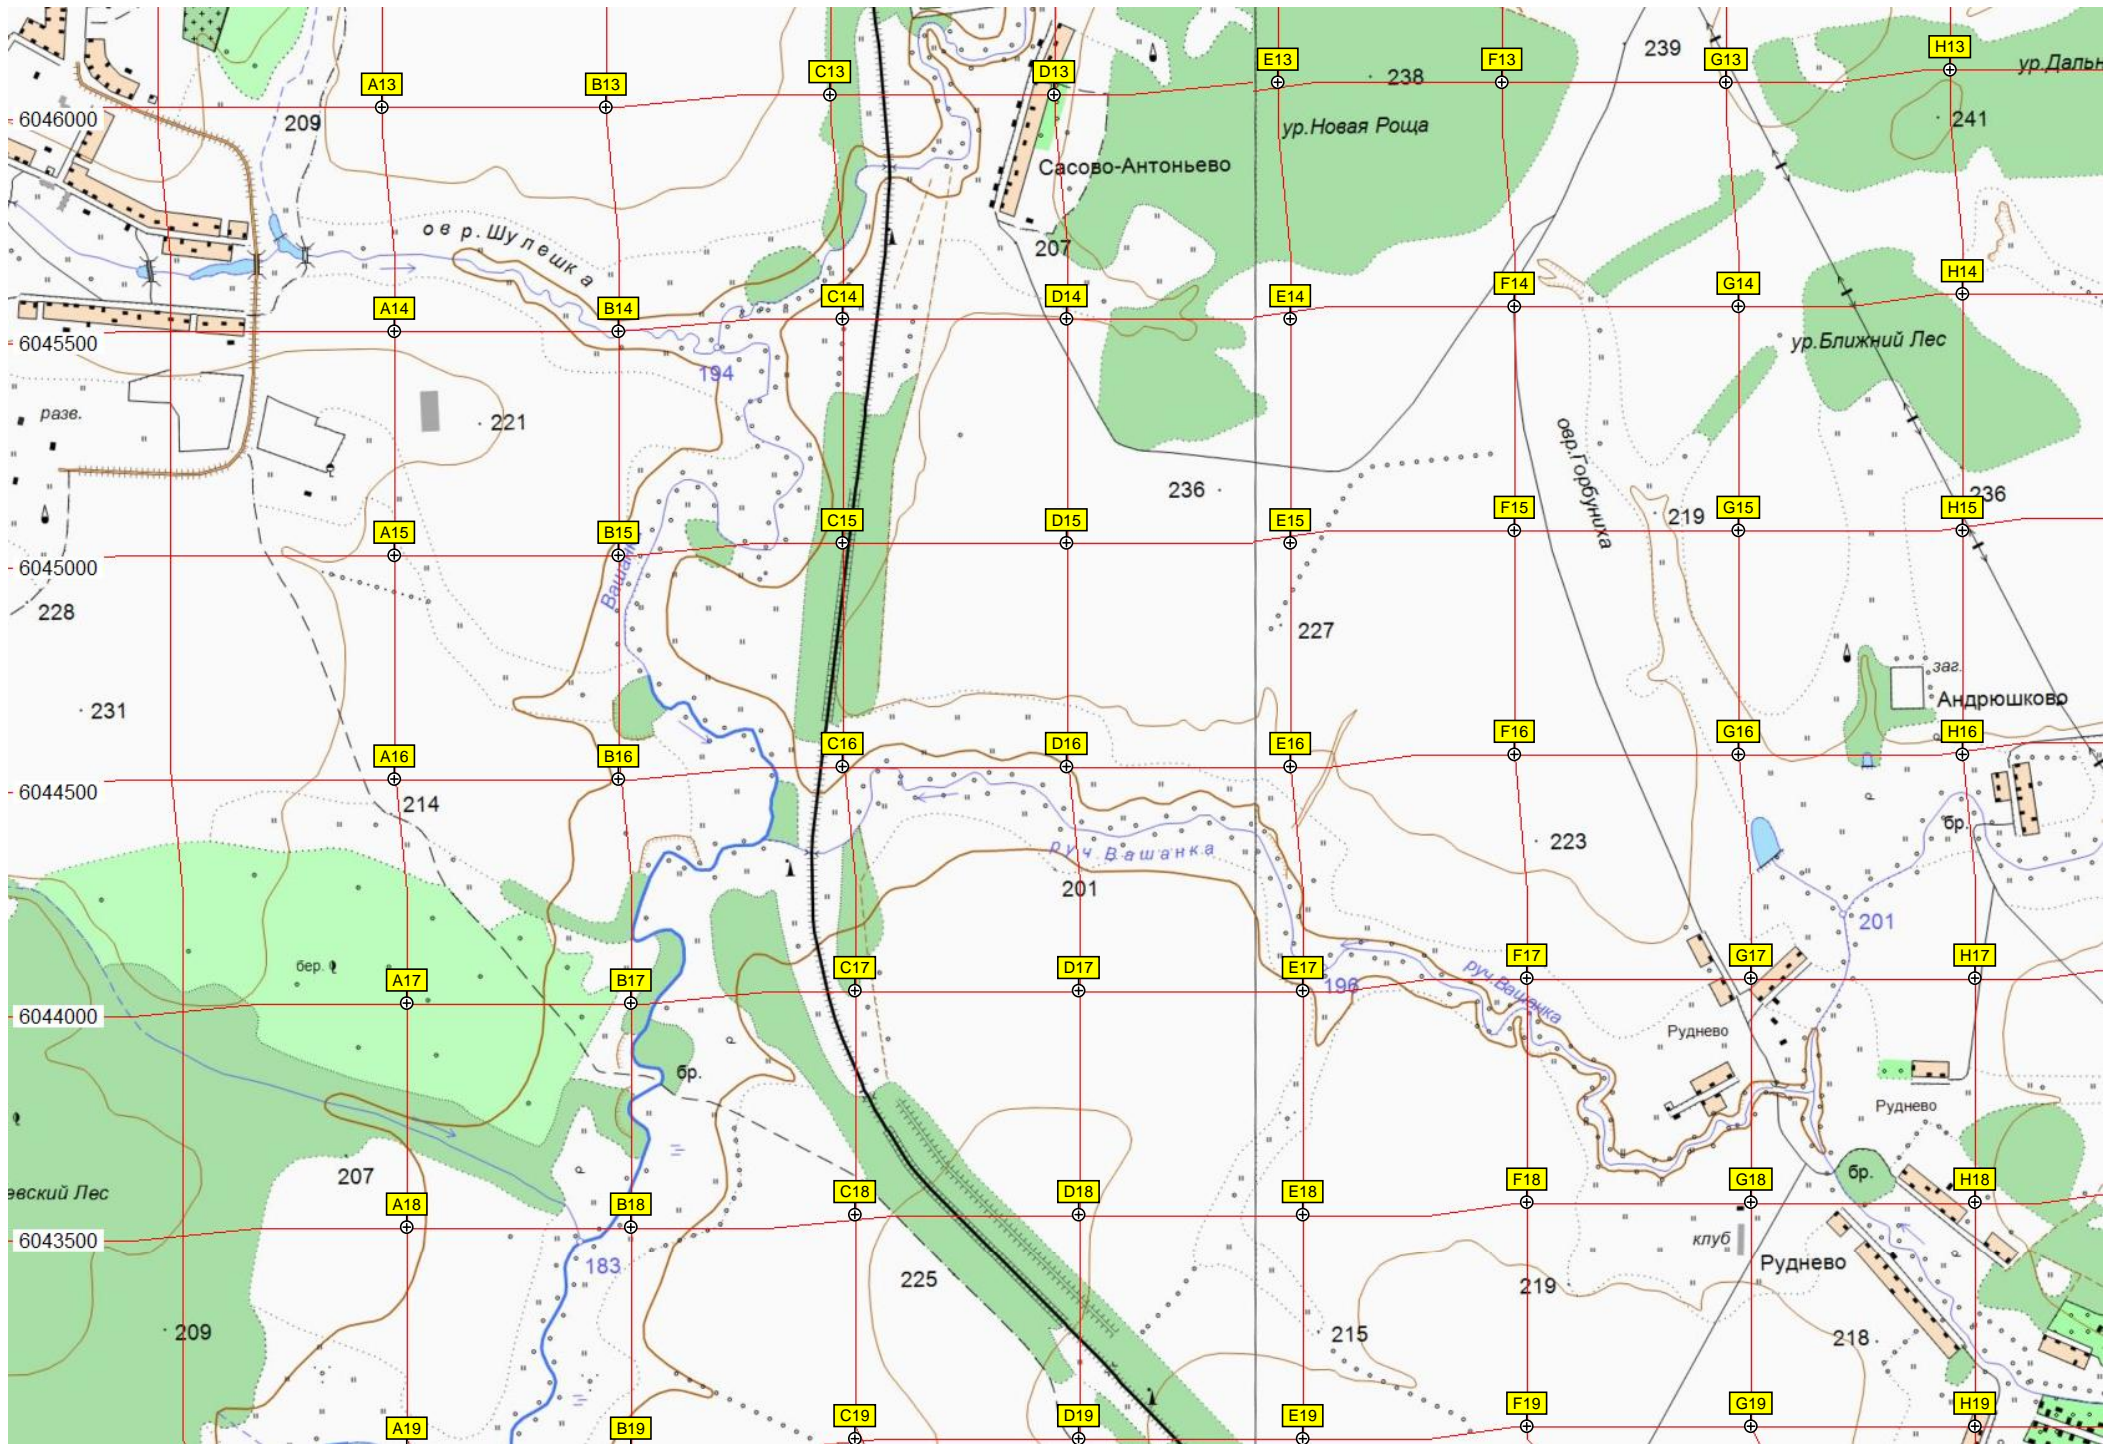 239
H13
ур.Дальн
C13
D13
E13
F13
G13
A13
B13
238
6046000
209
ур.Новая Роща
241
Сасово-Антоньево
овр.Шулешка
207
H14
A14
B14
C14
D14
E14
F14
G14
6045500
ур.Ближний Лес
194
разв.
221
овр.Горбуниха
236
236
A15
B15
C15
D15
E15
F15
219
G15
H15
6045000
Вашана
228
227
заг.
231
Андрюшково
A16
B16
C16
D16
E16
F16
G16
H16
6044500
214
бр.
руч.Вашанка
223
201
201
бер.
A17
B17
C17
D17
E17
F17
G17
H17
196
руч.Вашанка
6044000
Руднево
бр.
Руднево
207
бр.
евский Лес
A18
B18
C18
D18
E18
F18
G18
H18
6043500
клуб
183
225
219
Руднево
209
215
218
A19
B19
C19
D19
E19
F19
G19
H19